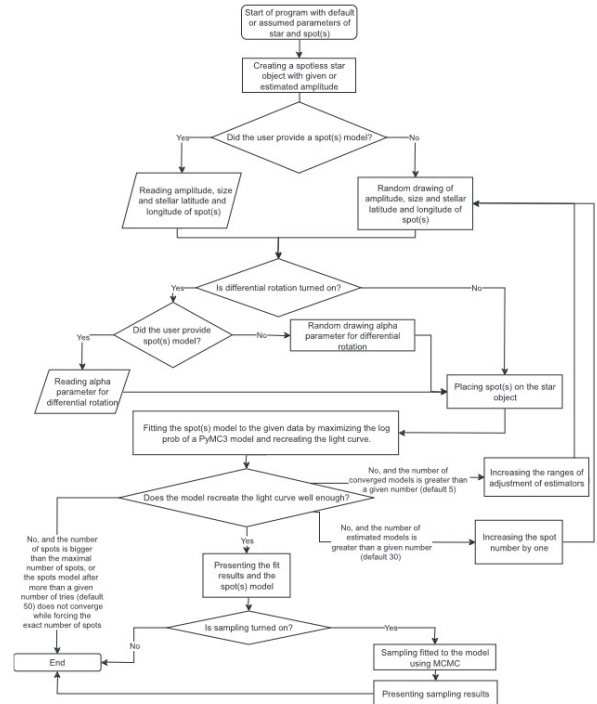 Start of program with default
or assumed parameters of
star and spot(s)
Creating a spotless star
object with given or
estimated amplitude
Did the user provide a spot(s) model?
Yes
No
Reading amplitude, size
and stellar latitude and
longitude of spot(s)
Random drawing of
amplitude, size and stellar
latitude and longitude of
spot(s)
Is differential rotation turned on?
Yes
No
Did the user provide
spot(s) model?
Yes
No
Random drawing alpha
parameter for differential
rotation
Reading alpha
parameter for
differential rotation
Placing spot(s) on the star
object
Fitting the spot(s) model to the given data by maximizing the log
prob of a PyMC3 model and recreating the light curve.
Does the model recreate the light curve well enough?
No, and the number of
converged models is greater than
a given number (default 5)
Increasing the ranges of
adjustment of estimators
No, and the number of
estimated models is
greater than a given number
(default 30)
Increasing the spot
number by one
No, and the number
of spots is bigger
than the maximal
number of spots, or
the spots model after
more than a given
number of tries (default
50) does not converge
while forcing the
exact number of spots
Yes
Presenting the fit
results and the
spot(s) model
Is sampling turned on?
Yes
No
Sampling fitted to the model
using MCMC
End
Presenting sampling results